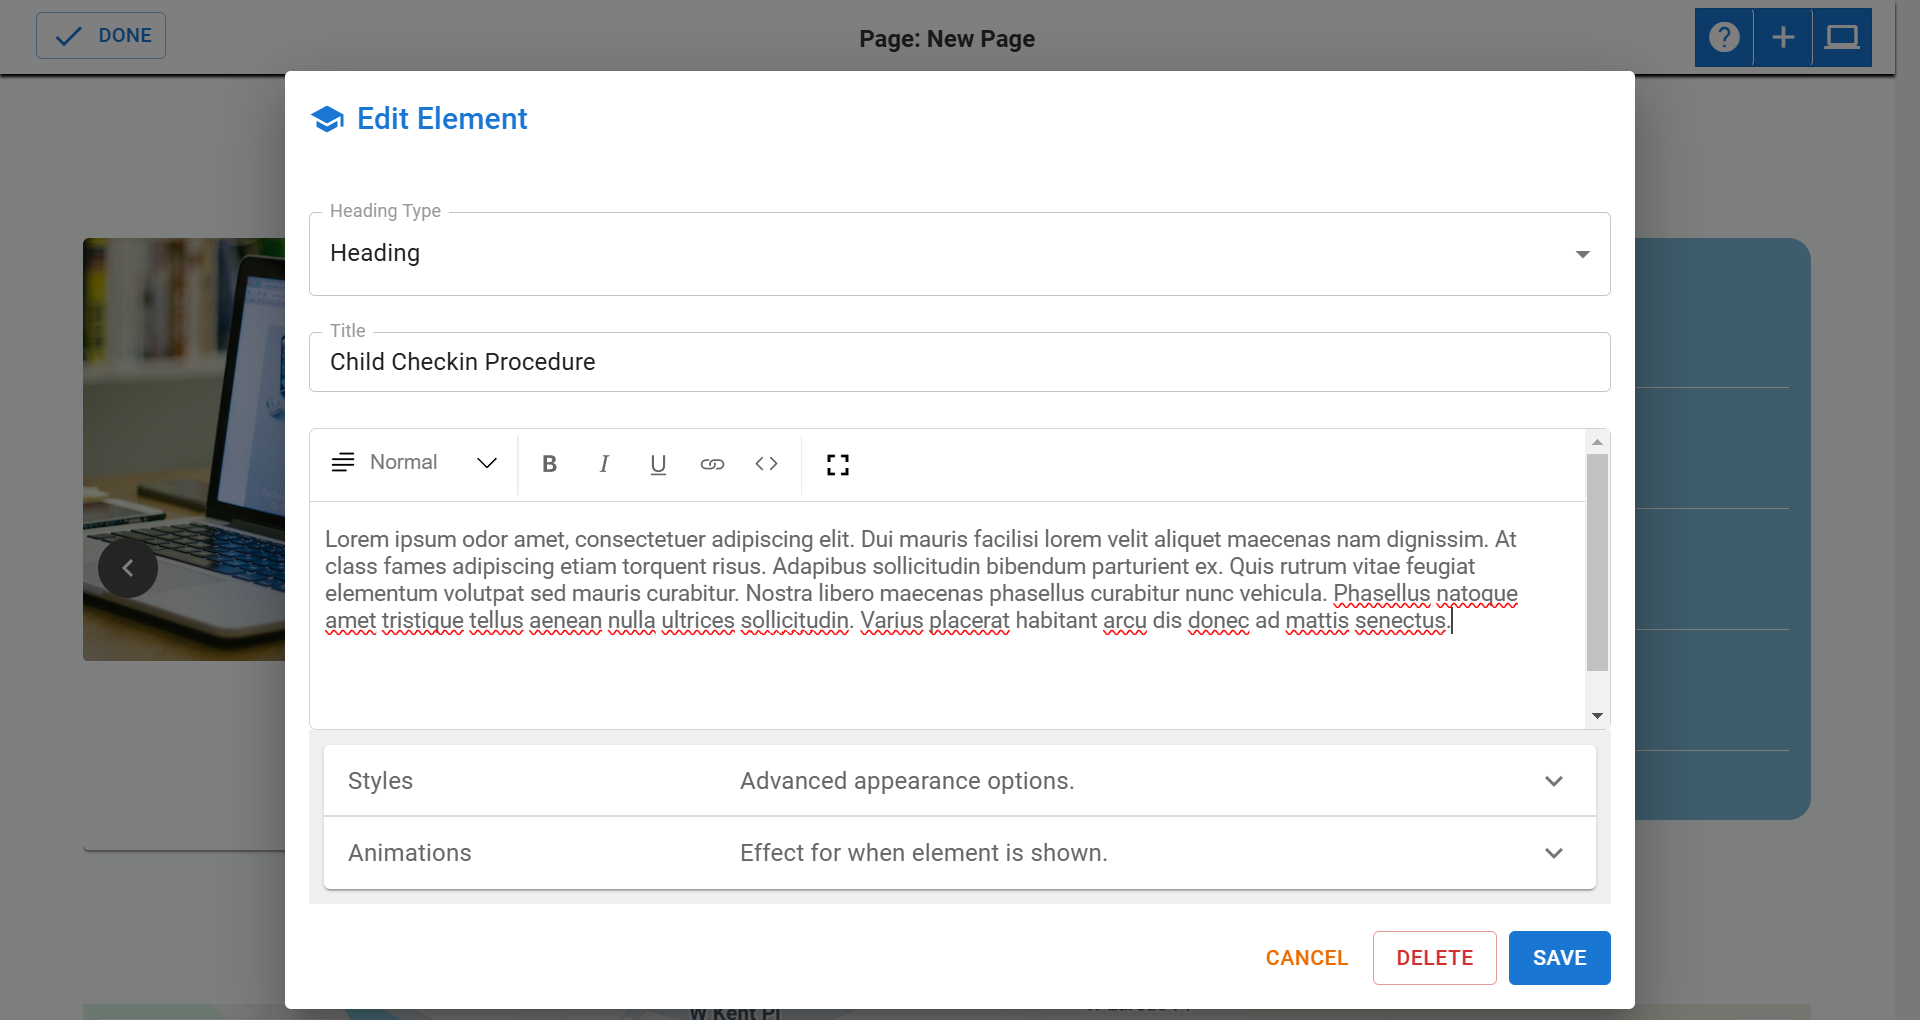 DONE
Page: New Page
Edit Element
Heading Type
Heading
Title
Child Checkin Procedure
Normal
B I U
Lorem ipsum odor amet, consectetuer adipiscing elit. Dui mauris facilisi lorem velit aliquet maecenas nam dignissim. At
class fames adipiscing etiam torquent risus. Adapibus sollicitudin bibendum parturient ex. Quis rutrum vitae feugiat
elementum volutpat sed mauris curabitur. Nostra libero maecenas phasellus curabitur nunc vehicula. Phasellus natoque
amet tristique tellus aenean nulla ultrices sollicitudin. Varius placerat habitant arcu dis donec ad mattis senectus.
Styles Advanced appearance options.
Animations Effect for when element is shown.
CANCEL DELETE SAVE
W Kent Pl